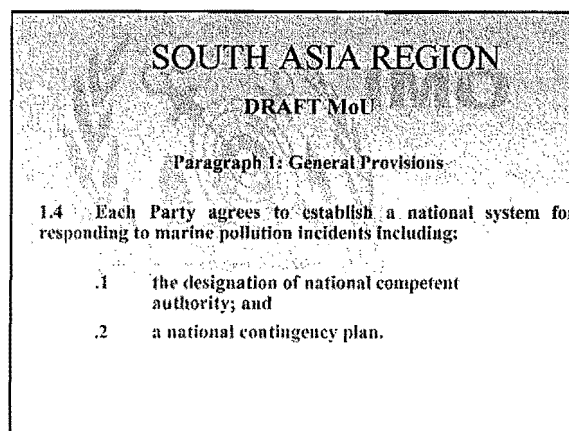 SOUTH ASIA REGION
IMO
DRAFT MoU
Paragraph 1: General Provisions
1.4 Each Party agrees to establish a national system for
responding to marine pollution incidents including:
.1 the designation of national competent
authority; and
.2 a national contingency plan.